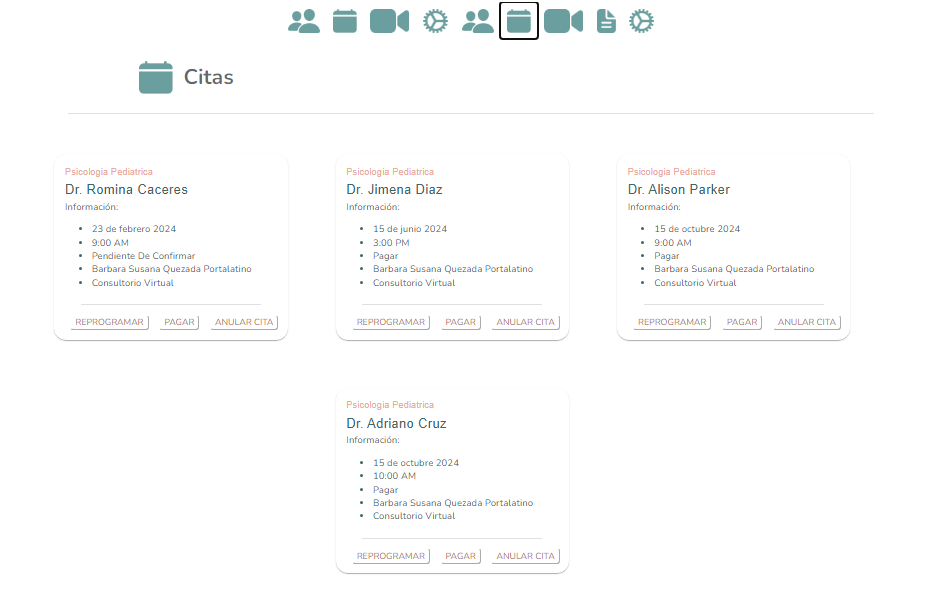 Citas
Psicologia Pediatrica
Dr. Romina Caceres
Información:
23 de febrero 2024
9:00 AM
Pendiente De Confirmar
Barbara Susana Quezada Portalatino
Consultorio Virtual
REPROGRAMAR PAGAR ANULAR CITA
Psicologia Pediatrica
Dr. Jimena Diaz
Información:
15 de junio 2024
3:00 PM
Pagar
Barbara Susana Quezada Portalatino
Consultorio Virtual
REPROGRAMAR PAGAR ANULAR CITA
Psicologia Pediatrica
Dr. Alison Parker
Información:
15 de octubre 2024
9:00 AM
Pagar
Barbara Susana Quezada Portalatino
Consultorio Virtual
REPROGRAMAR PAGAR ANULAR CITA
Psicologia Pediatrica
Dr. Adriano Cruz
Información:
15 de octubre 2024
10:00 AM
Pagar
Barbara Susana Quezada Portalatino
Consultorio Virtual
REPROGRAMAR PAGAR ANULAR CITA